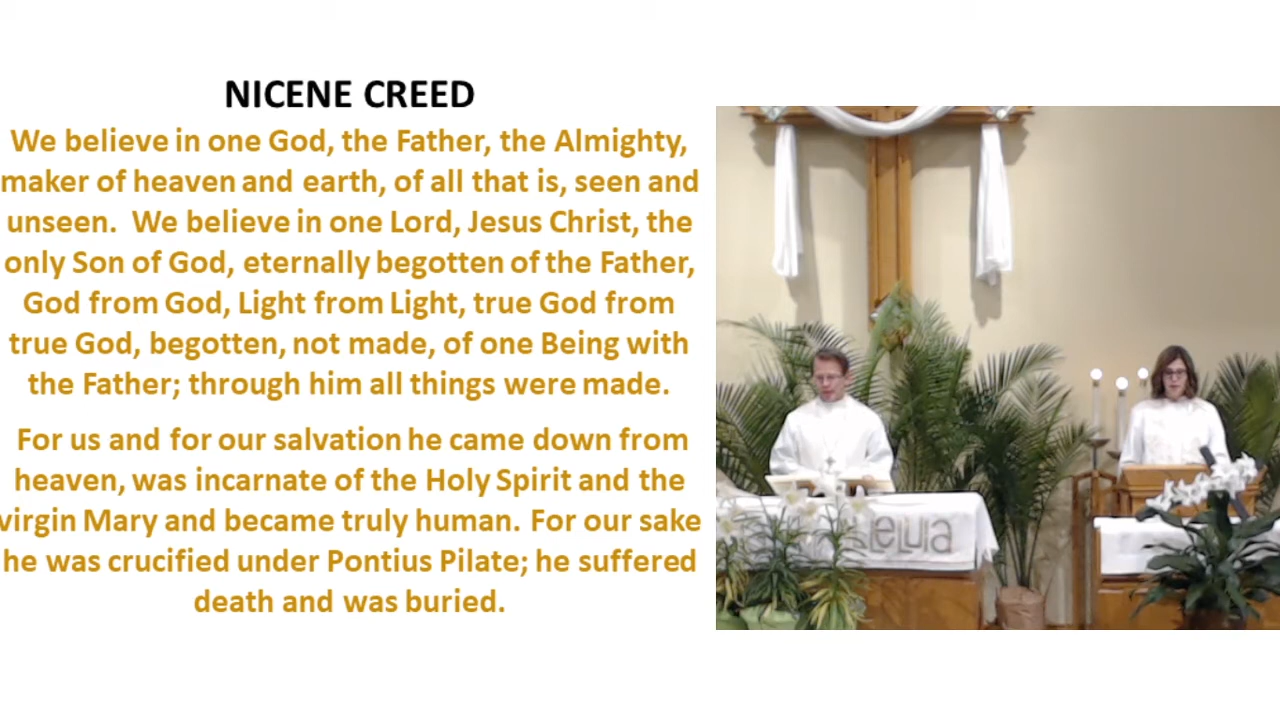 NICENE CREED
We believe in one God, the Father, the Almighty,
maker of heaven and earth, of all that is, seen and
unseen.  We believe in one Lord, Jesus Christ, the
only Son of God, eternally begotten of the Father,
God from God, Light from Light, true God from
true God, begotten, not made, of one Being with
the Father; through him all things were made.
For us and for our salvation he came down from
heaven, was incarnate of the Holy Spirit and the
virgin Mary and became truly human. For our sake
he was crucified under Pontius Pilate; he suffered
death and was buried.